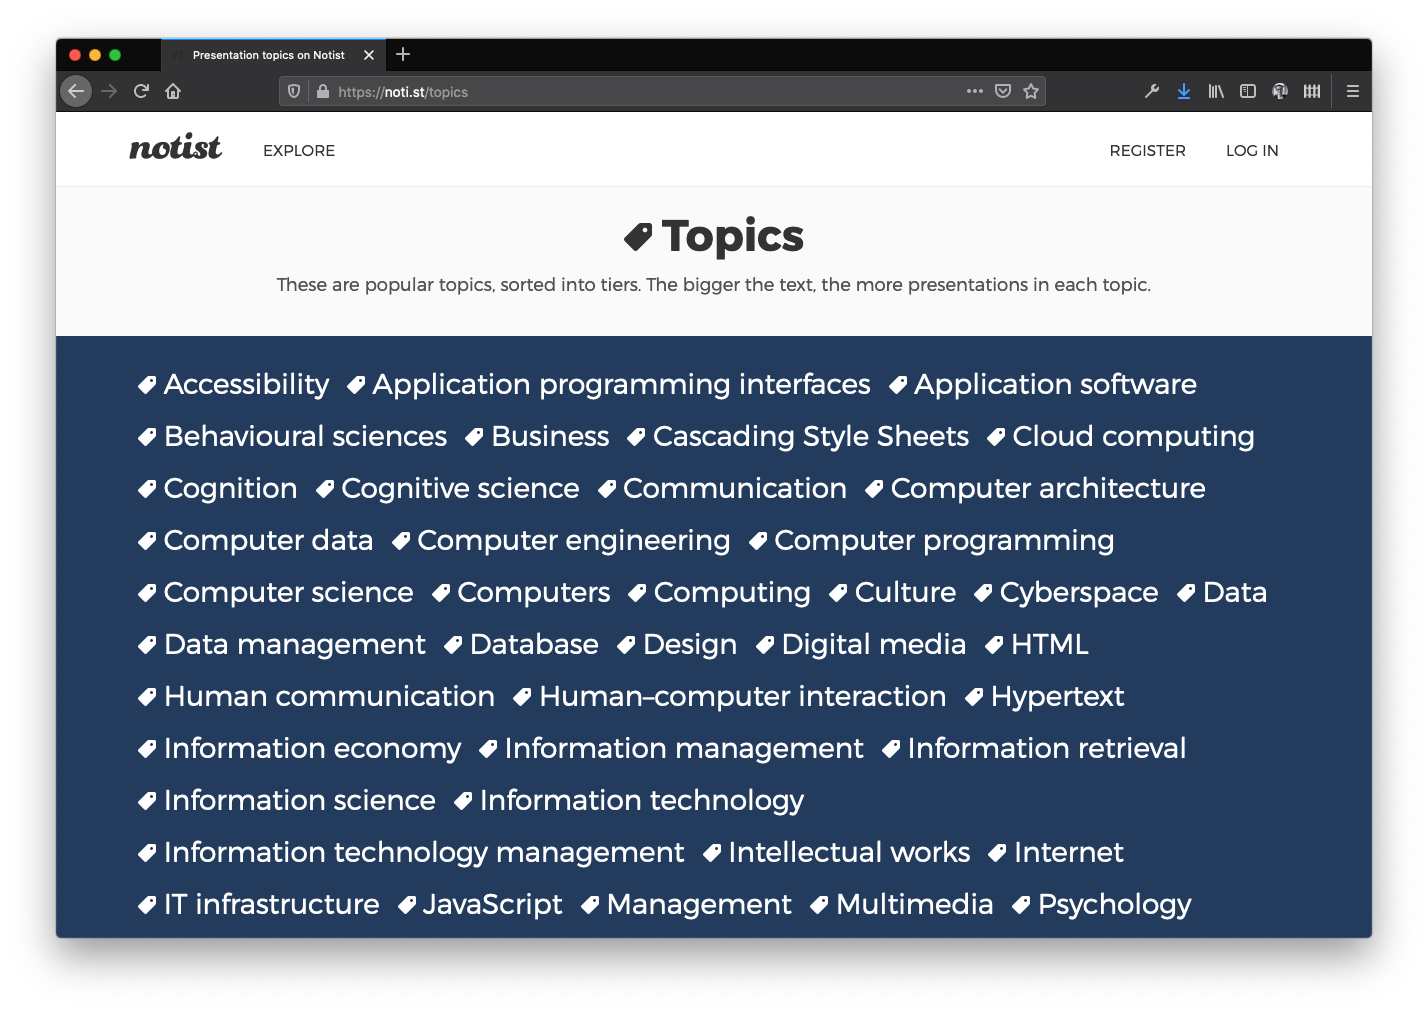 Presentation topics on Notist
https://noti.st/topics
notist EXPLORE REGISTER LOG IN
Topics
These are popular topics, sorted into tiers. The bigger the text, the more presentations in each topic.
Accessibility Application programming interfaces Application software
Behavioural sciences Business Cascading Style Sheets Cloud computing
Cognition Cognitive science Communication Computer architecture
Computer data Computer engineering Computer programming
Computer science Computers Computing Culture Cyberspace Data
Data management Database Design Digital media HTML
Human communication Human–computer interaction Hypertext
Information economy Information management Information retrieval
Information science Information technology
Information technology management Intellectual works Internet
IT infrastructure JavaScript Management Multimedia Psychology